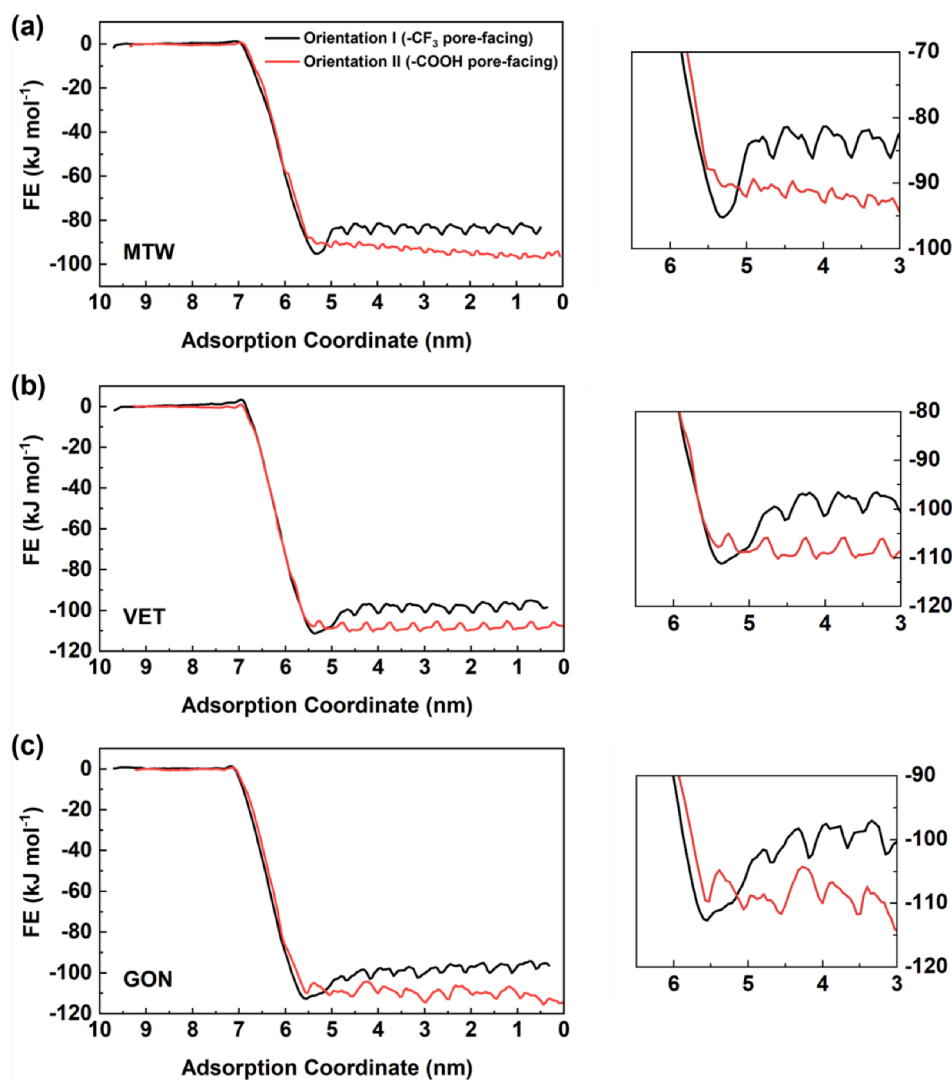 (a)
FE (kJ mol⁻¹)
0
-20
-40
-60
-80
-100
Orientation I (-CF₃ pore-facing)
Orientation II (-COOH pore-facing)
MTW
10 9 8 7 6 5 4 3 2 1 0
Adsorption Coordinate (nm)
-70
-80
-90
-100
6 5 4 3
(b)
FE (kJ mol⁻¹)
0
-20
-40
-60
-80
-100
-120
VET
10 9 8 7 6 5 4 3 2 1 0
Adsorption Coordinate (nm)
-80
-90
-100
-110
-120
6 5 4 3
(c)
FE (kJ mol⁻¹)
0
-20
-40
-60
-80
-100
-120
GON
10 9 8 7 6 5 4 3 2 1 0
Adsorption Coordinate (nm)
-90
-100
-110
-120
6 5 4 3